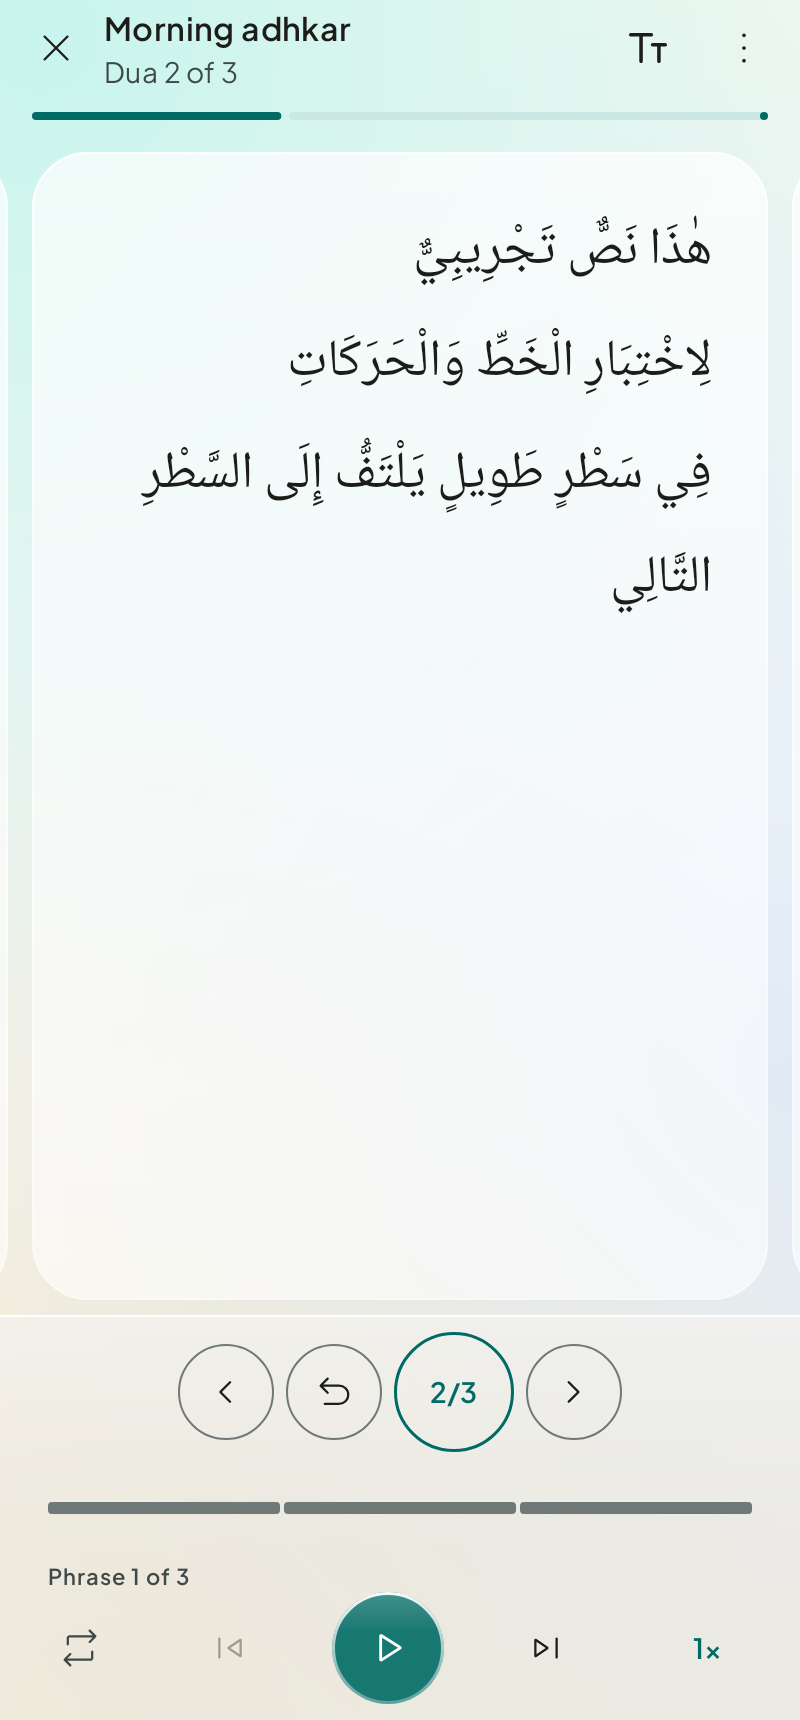 Morning adhkar
Dua 2 of 3
هٰذَا نَصٌّ تَجْرِيبِيٌّ
لِاخْتِبَارِ الْخَطِّ وَالْحَرَكَاتِ
فِي سَطْرٍ طَوِيلٍ يَلْتَفُّ إِلَى السَّطْرِ
التَّالِي
2/3
Phrase 1 of 3
1×